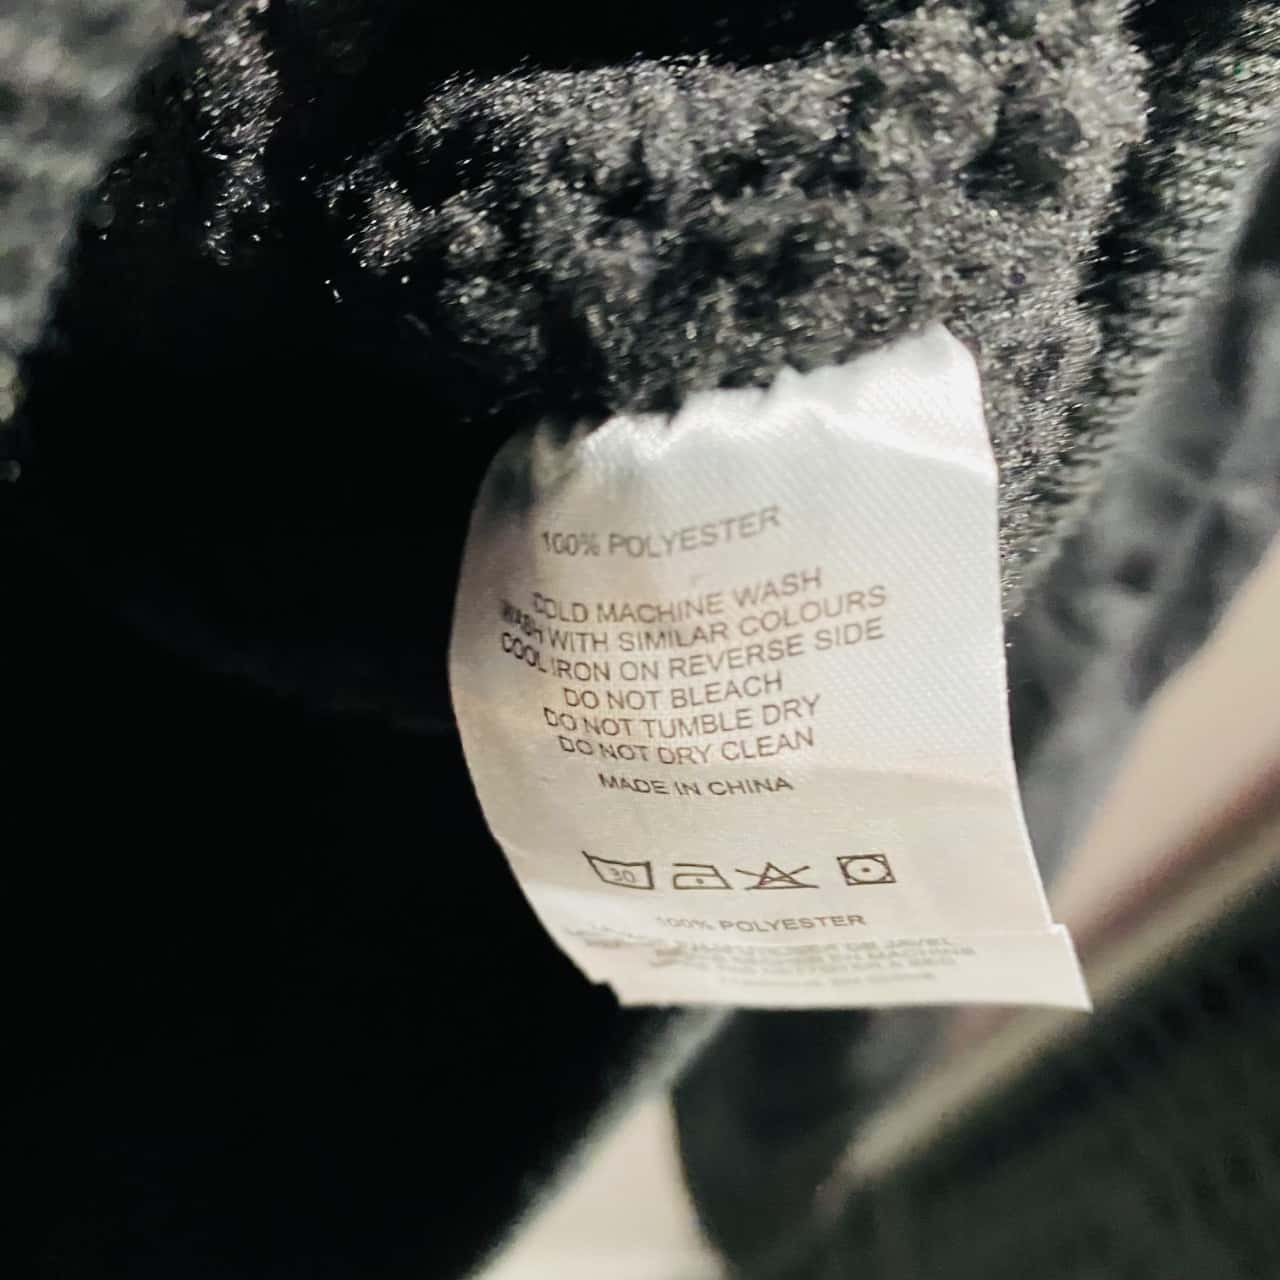 100% POLYESTER
COLD MACHINE WASH
WASH WITH SIMILAR COLOURS
COOL IRON ON REVERSE SIDE
DO NOT BLEACH
DO NOT TUMBLE DRY
DO NOT DRY CLEAN
MADE IN CHINA
30
100% POLYESTER